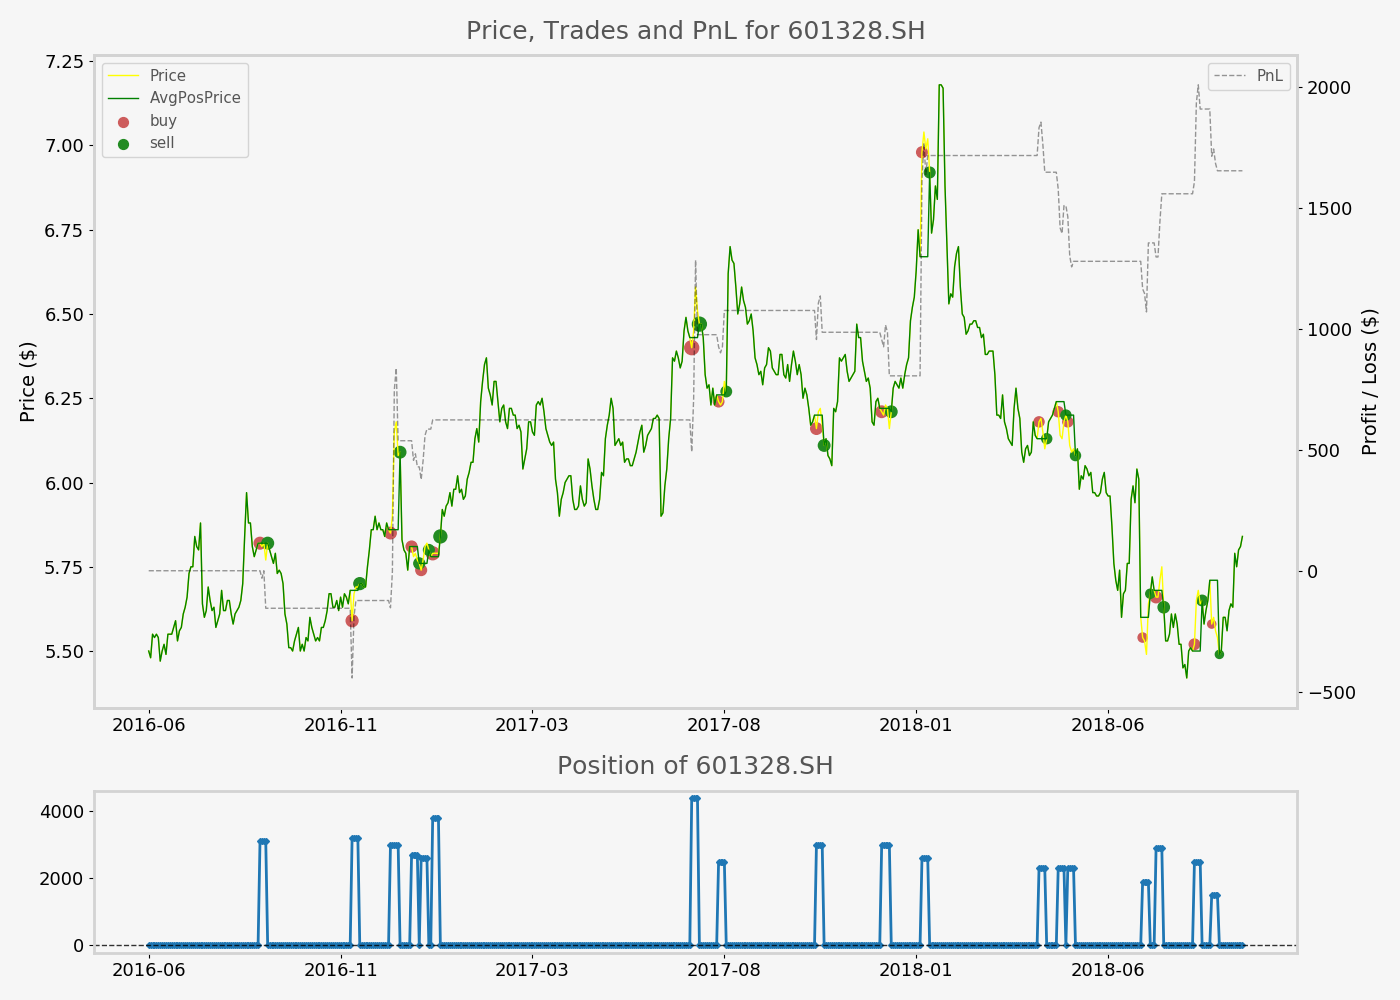 Price, Trades and PnL for 601328.SH
Price
AvgPosPrice
buy
sell
PnL
Price ($)
7.25
7.00
6.75
6.50
6.25
6.00
5.75
5.50
Profit / Loss ($)
2000
1500
1000
500
0
−500
2016-06 2016-11 2017-03 2017-08 2018-01 2018-06
Position of 601328.SH
4000
2000
0
2016-06 2016-11 2017-03 2017-08 2018-01 2018-06